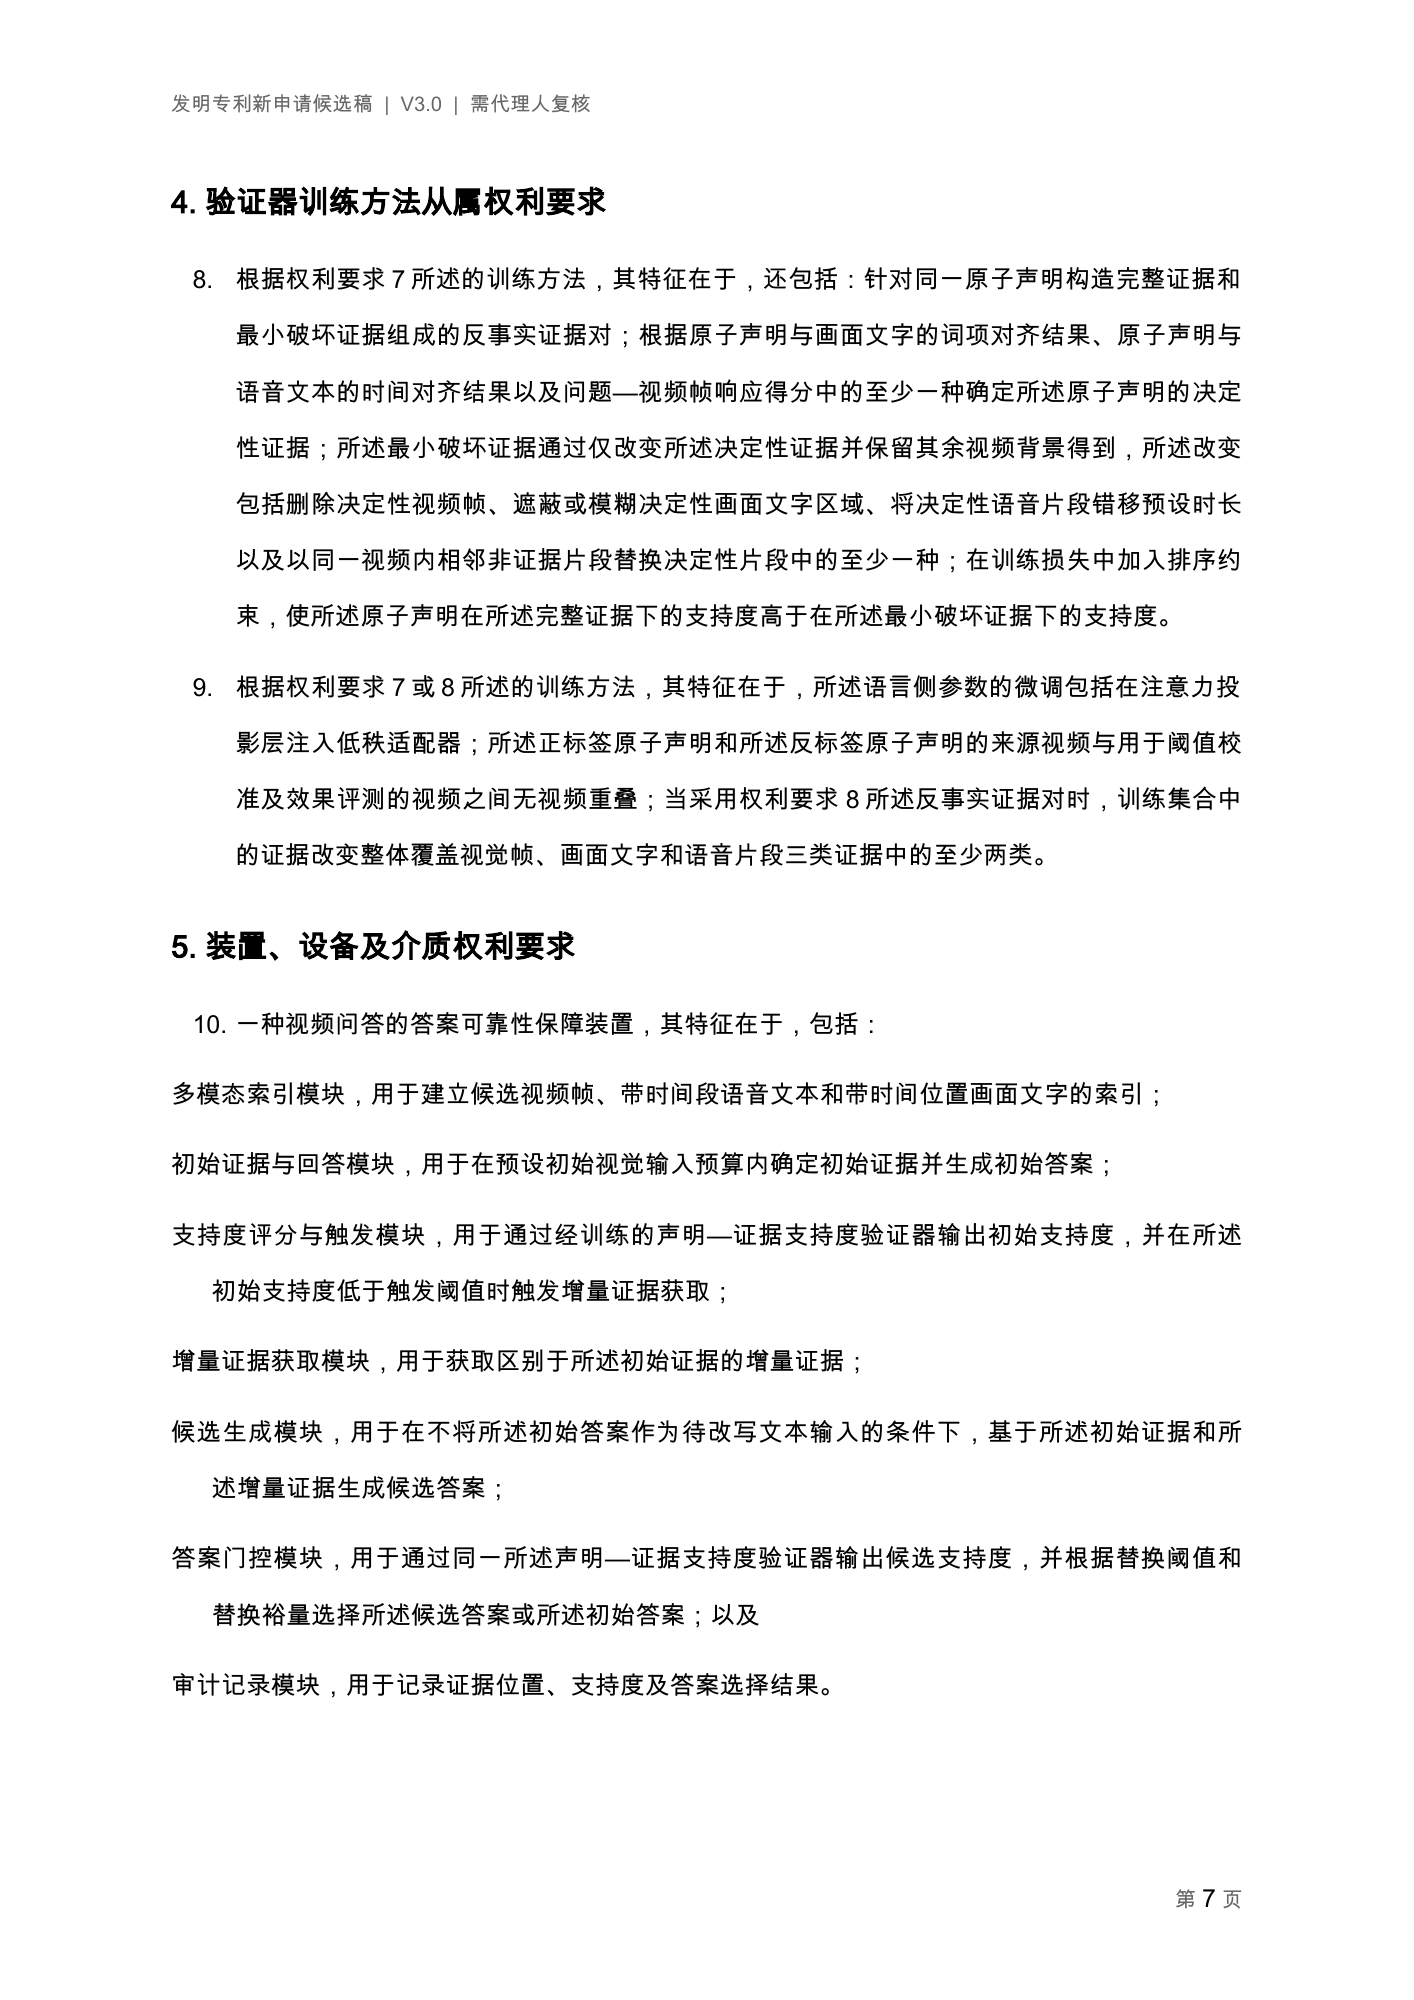 发明专利新申请候选稿 | V3.0 | 需代理人复核
4. 验证器训练方法从属权利要求
8. 根据权利要求 7 所述的训练方法，其特征在于，还包括：针对同一原子声明构造完整证据和
最小破坏证据组成的反事实证据对；根据原子声明与画面文字的词项对齐结果、原子声明与
语音文本的时间对齐结果以及问题—视频帧响应得分中的至少一种确定所述原子声明的决定
性证据；所述最小破坏证据通过仅改变所述决定性证据并保留其余视频背景得到，所述改变
包括删除决定性视频帧、遮蔽或模糊决定性画面文字区域、将决定性语音片段错移预设时长
以及以同一视频内相邻非证据片段替换决定性片段中的至少一种；在训练损失中加入排序约
束，使所述原子声明在所述完整证据下的支持度高于在所述最小破坏证据下的支持度。
9. 根据权利要求 7 或 8 所述的训练方法，其特征在于，所述语言侧参数的微调包括在注意力投
影层注入低秩适配器；所述正标签原子声明和所述反标签原子声明的来源视频与用于阈值校
准及效果评测的视频之间无视频重叠；当采用权利要求 8 所述反事实证据对时，训练集合中
的证据改变整体覆盖视觉帧、画面文字和语音片段三类证据中的至少两类。
5. 装置、设备及介质权利要求
10. 一种视频问答的答案可靠性保障装置，其特征在于，包括：
多模态索引模块，用于建立候选视频帧、带时间段语音文本和带时间位置画面文字的索引；
初始证据与回答模块，用于在预设初始视觉输入预算内确定初始证据并生成初始答案；
支持度评分与触发模块，用于通过经训练的声明—证据支持度验证器输出初始支持度，并在所述
初始支持度低于触发阈值时触发增量证据获取；
增量证据获取模块，用于获取区别于所述初始证据的增量证据；
候选生成模块，用于在不将所述初始答案作为待改写文本输入的条件下，基于所述初始证据和所
述增量证据生成候选答案；
答案门控模块，用于通过同一所述声明—证据支持度验证器输出候选支持度，并根据替换阈值和
替换裕量选择所述候选答案或所述初始答案；以及
审计记录模块，用于记录证据位置、支持度及答案选择结果。
第 7 页